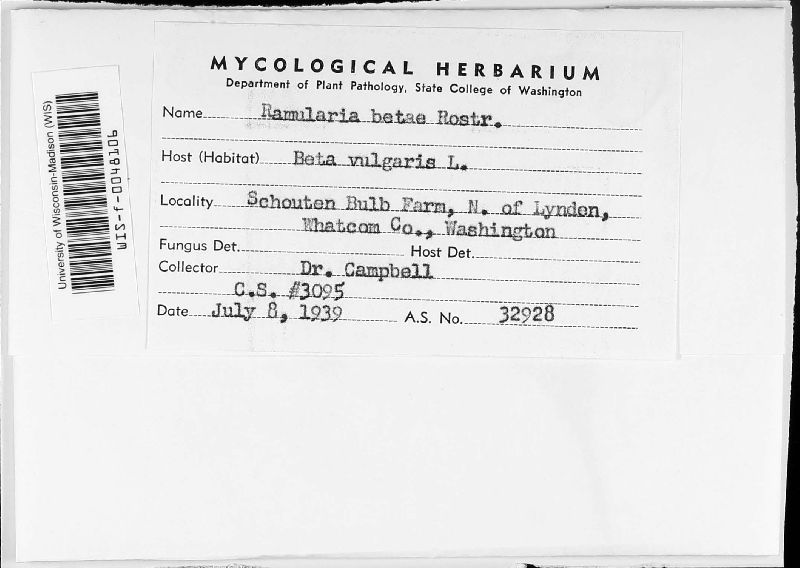 MYCOLOGICAL HERBARIUM
Department of Plant Pathology, State College of Washington
Name Ramularia betae Rostr.
Host (Habitat) Beta vulgaris L.
Locality Schouten Bulb Farm, N. of Lynden,
Whatcom Co., Washington
Fungus Det. Host Det.
Collector Dr. Campbell
C.S. #3095
Date July 8, 1939 A.S. No. 32928
University of Wisconsin-Madison (WIS)
WIS-f-0048106